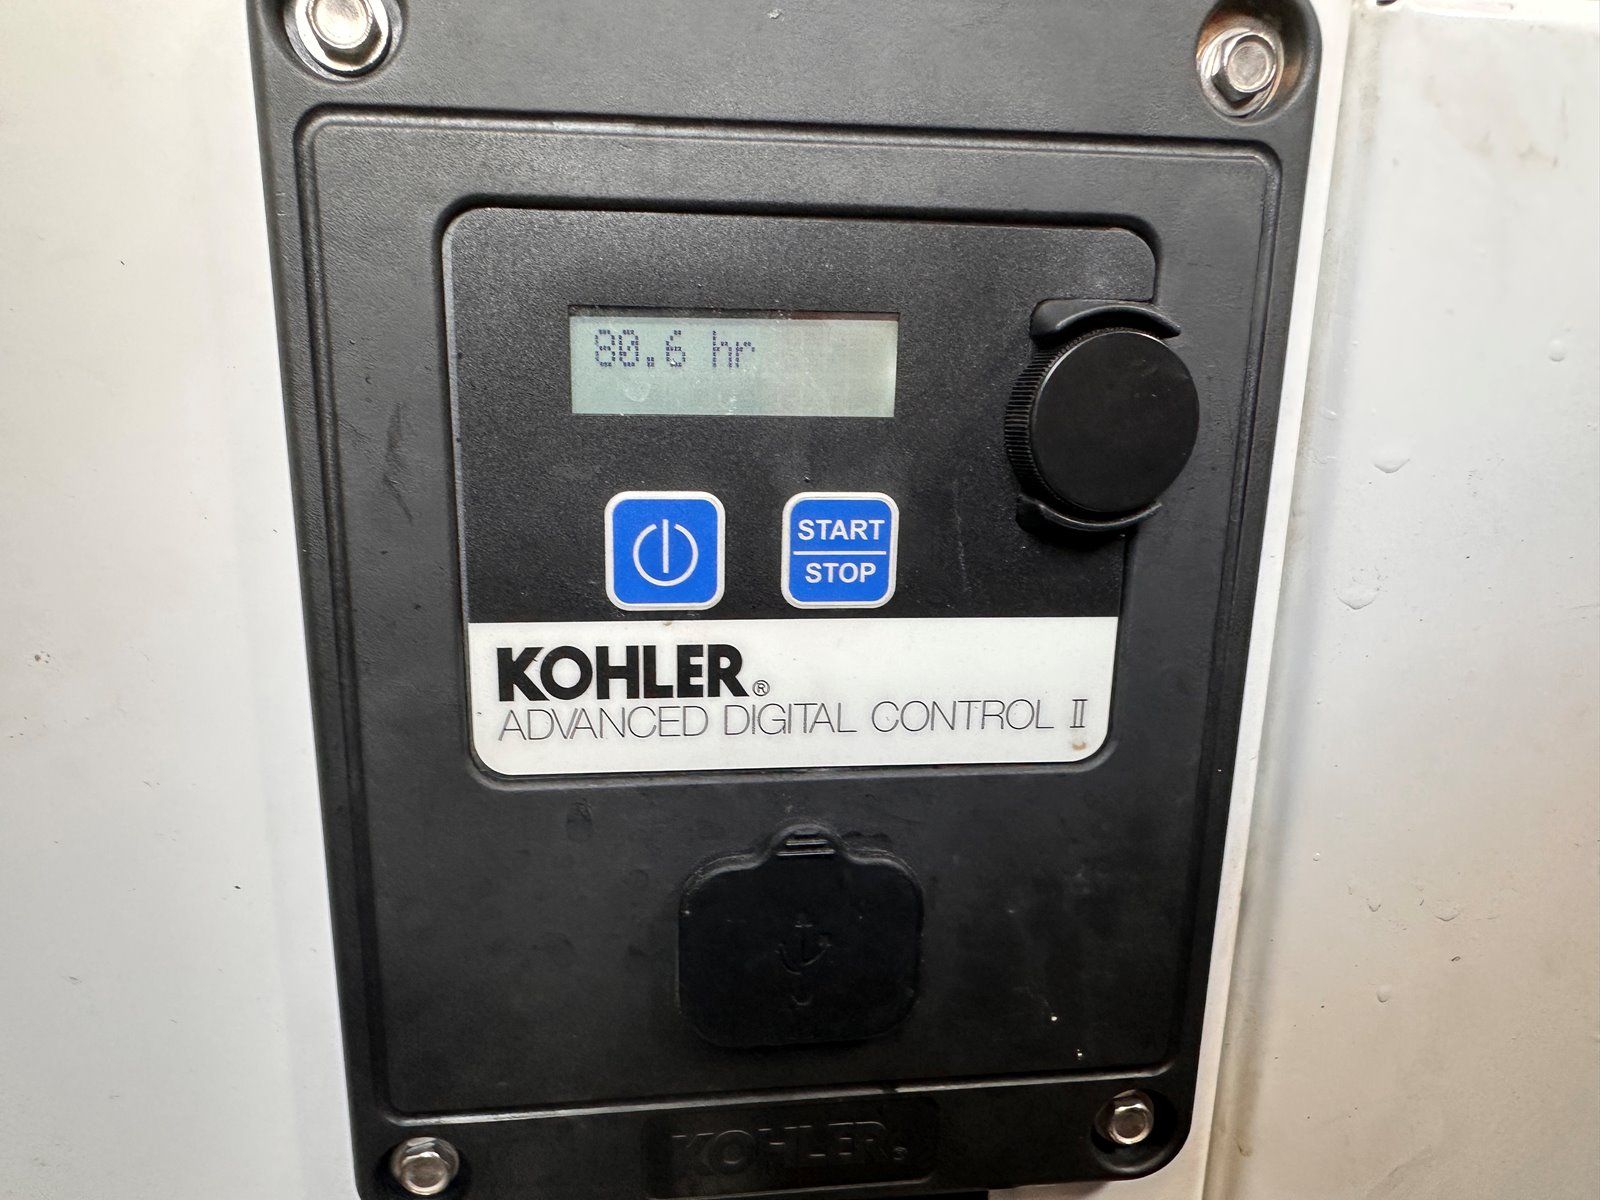 80.6 hr
START
STOP
KOHLER®
ADVANCED DIGITAL CONTROL II
KOHLER®